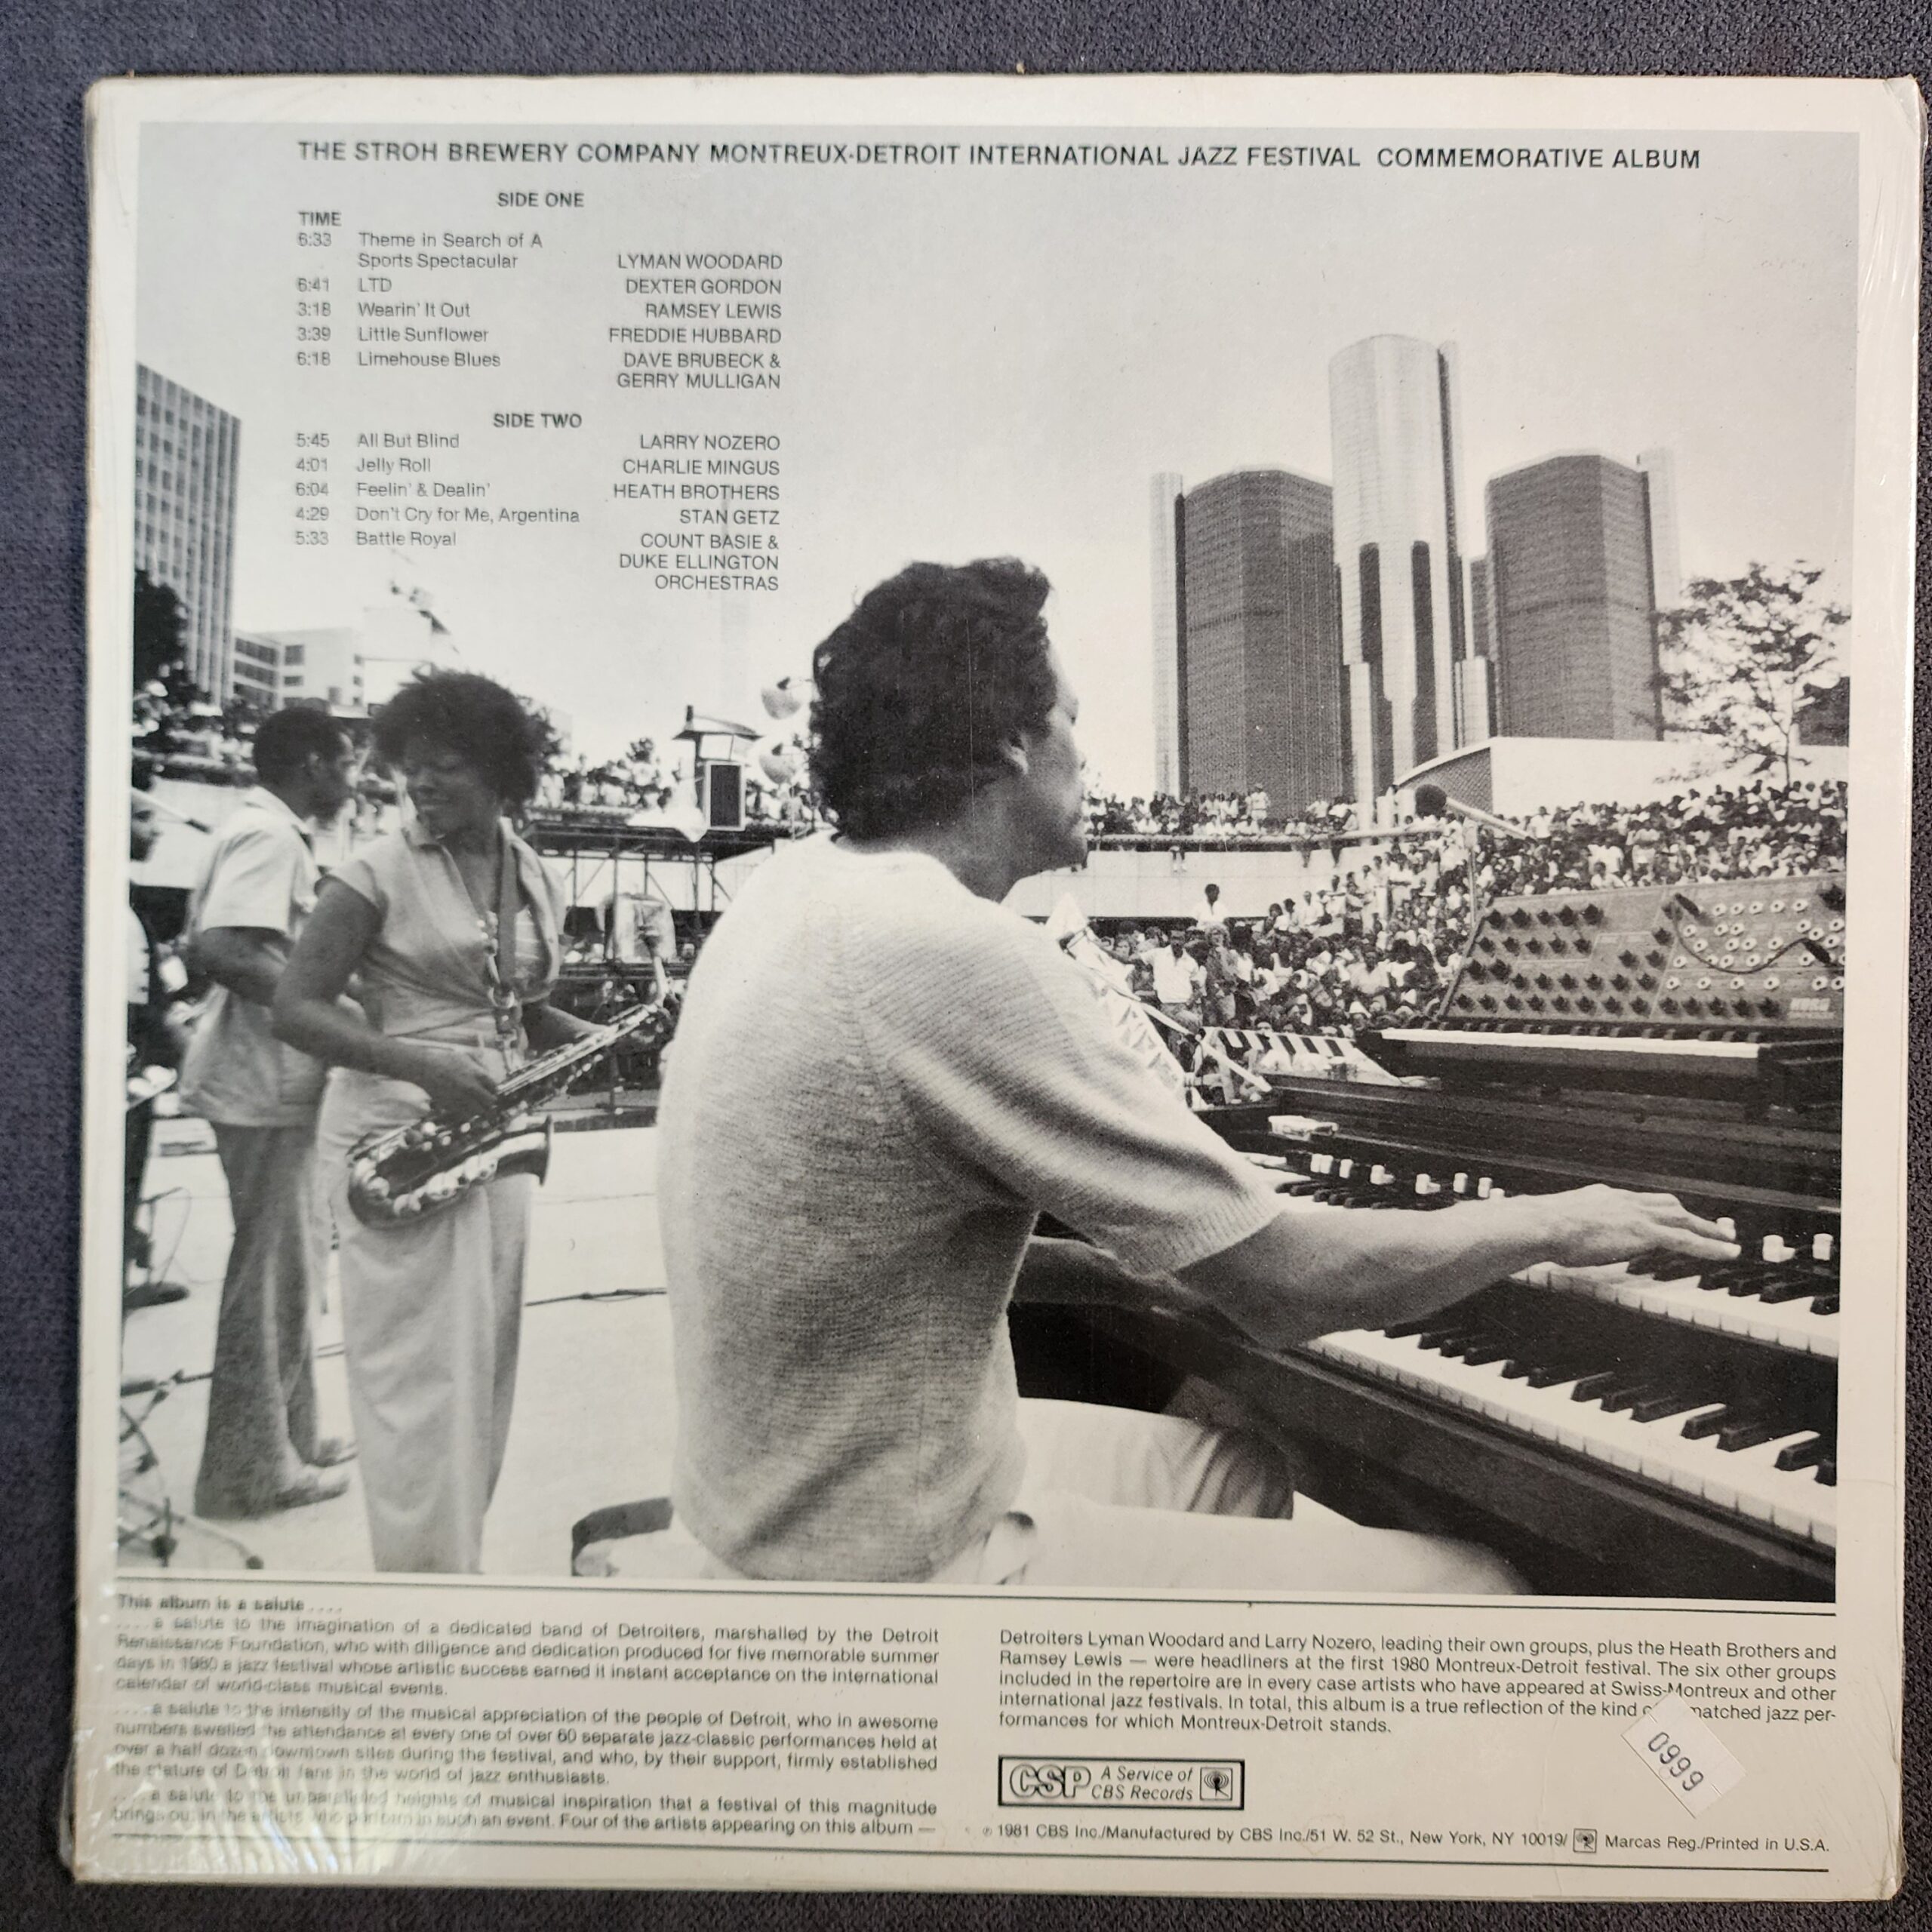 THE STROH BREWERY COMPANY MONTREUX-DETROIT INTERNATIONAL JAZZ FESTIVAL COMMEMORATIVE ALBUM
SIDE ONE
TIME
6:33 Theme in Search of A
Sports Spectacular LYMAN WOODARD
6:41 LTD DEXTER GORDON
3:18 Wearin' It Out RAMSEY LEWIS
3:39 Little Sunflower FREDDIE HUBBARD
6:18 Limehouse Blues DAVE BRUBECK &
GERRY MULLIGAN
SIDE TWO
5:45 All But Blind LARRY NOZERO
4:01 Jelly Roll CHARLIE MINGUS
6:04 Feelin' & Dealin' HEATH BROTHERS
4:29 Don't Cry for Me, Argentina STAN GETZ
5:33 Battle Royal COUNT BASIE &
DUKE ELLINGTON
ORCHESTRAS
KORG
This album is a salute ....
.... a salute to the imagination of a dedicated band of Detroiters, marshalled by the Detroit
Renaissance Foundation, who with diligence and dedication produced for five memorable summer
days in 1980 a jazz festival whose artistic success earned it instant acceptance on the international
calendar of world-class musical events.
.... a salute to the intensity of the musical appreciation of the people of Detroit, who in awesome
numbers swelled the attendance at every one of over 60 separate jazz-classic performances held at
over a half dozen downtown sites during the festival, and who, by their support, firmly established
the stature of Detroit fans in the world of jazz enthusiasts.
.... a salute to the unparalleled heights of musical inspiration that a festival of this magnitude
brings out in the artists who perform in such an event. Four of the artists appearing on this album —
Detroiters Lyman Woodard and Larry Nozero, leading their own groups, plus the Heath Brothers and
Ramsey Lewis — were headliners at the first 1980 Montreux-Detroit festival. The six other groups
included in the repertoire are in every case artists who have appeared at Swiss-Montreux and other
international jazz festivals. In total, this album is a true reflection of the kind matched jazz per-
formances for which Montreux-Detroit stands.
0999
CSP A Service of
CBS Records
℗ 1981 CBS Inc./Manufactured by CBS Inc./51 W. 52 St., New York, NY 10019/ Marcas Reg./Printed in U.S.A.